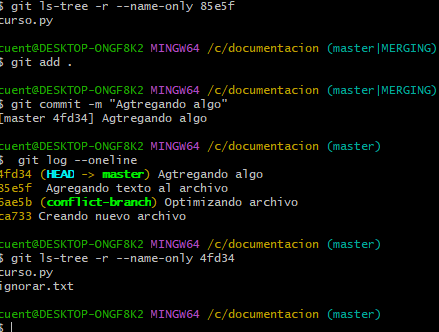 $ git ls-tree -r --name-only 85e5f
curso.py
cuent@DESKTOP-ONGF8K2 MINGW64 /c/documentacion (master|MERGING)
$ git add .
cuent@DESKTOP-ONGF8K2 MINGW64 /c/documentacion (master|MERGING)
$ git commit -m "Agtregando algo"
[master 4fd34] Agtregando algo
cuent@DESKTOP-ONGF8K2 MINGW64 /c/documentacion (master)
$ git log --oneline
4fd34 (HEAD -> master) Agtregando algo
85e5f Agregando texto al archivo
6ae5b (conflict-branch) Optimizando archivo
ca733 Creando nuevo archivo
cuent@DESKTOP-ONGF8K2 MINGW64 /c/documentacion (master)
$ git ls-tree -r --name-only 4fd34
curso.py
ignorar.txt
cuent@DESKTOP-ONGF8K2 MINGW64 /c/documentacion (master)
$